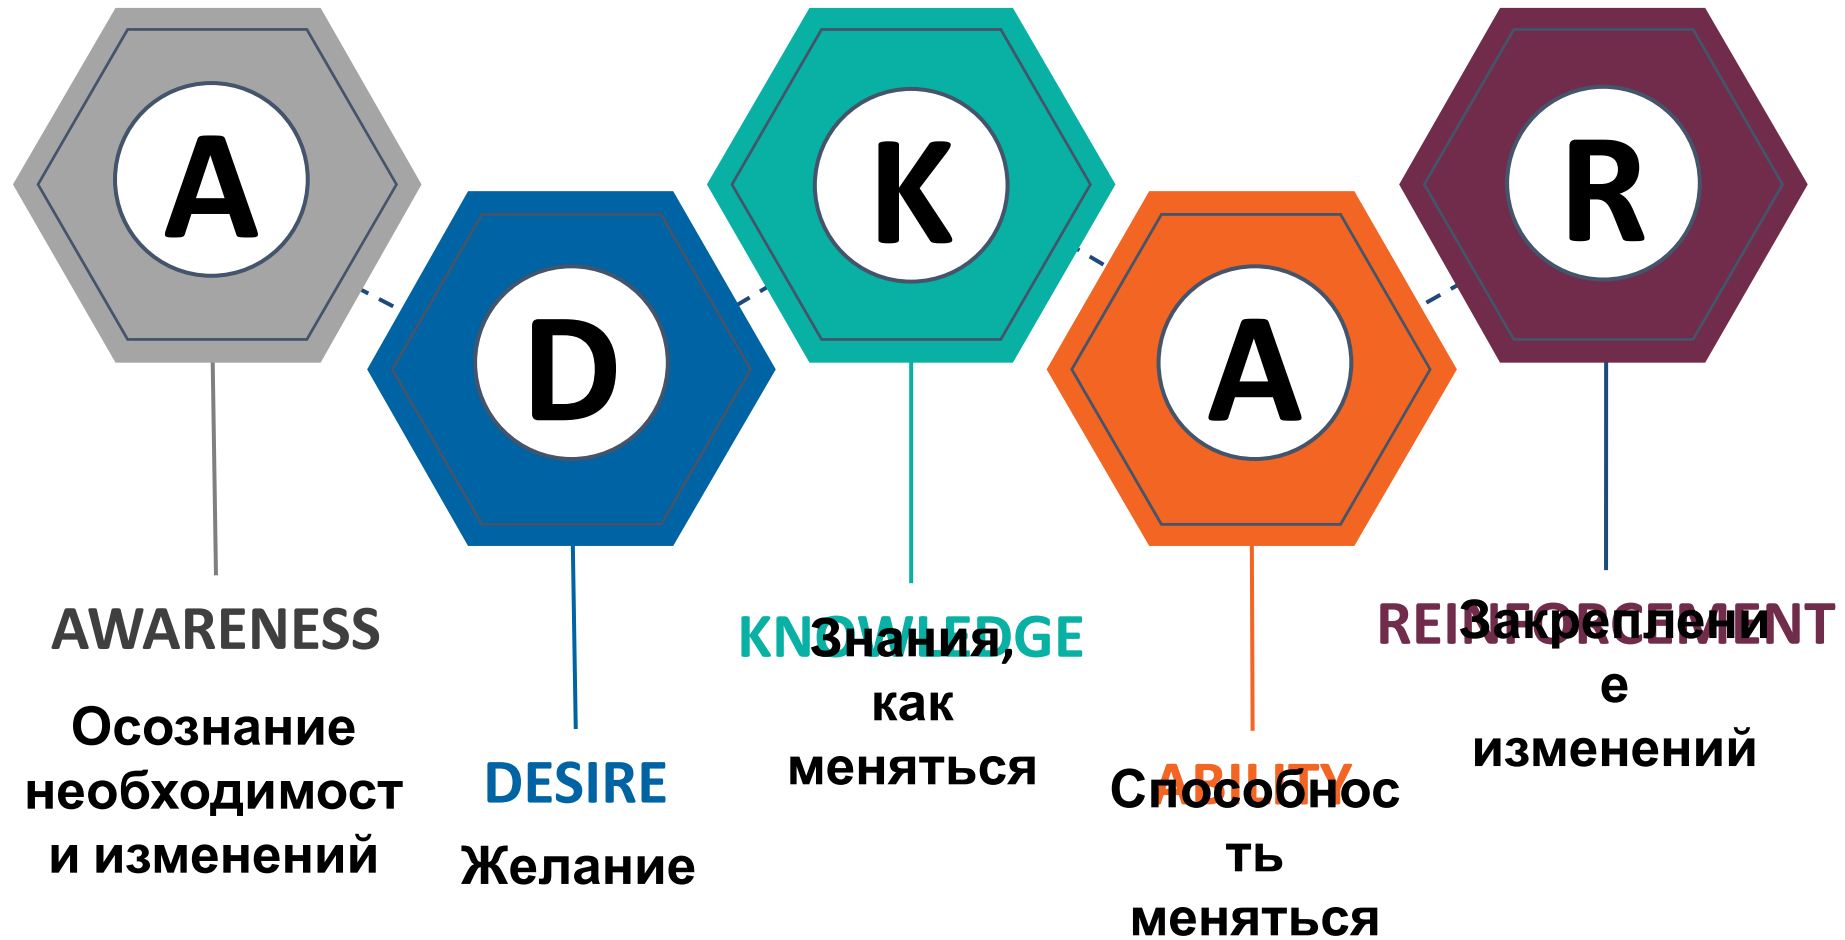 A
D
K
A
R
AWARENESS
Осознание
необходимост
и изменений
DESIRE
Желание
KNOWLEDGE
Знания,
как
меняться
ABILITY
Способнос
ть
меняться
REINFORCEMENT
Закреплени
е
изменений